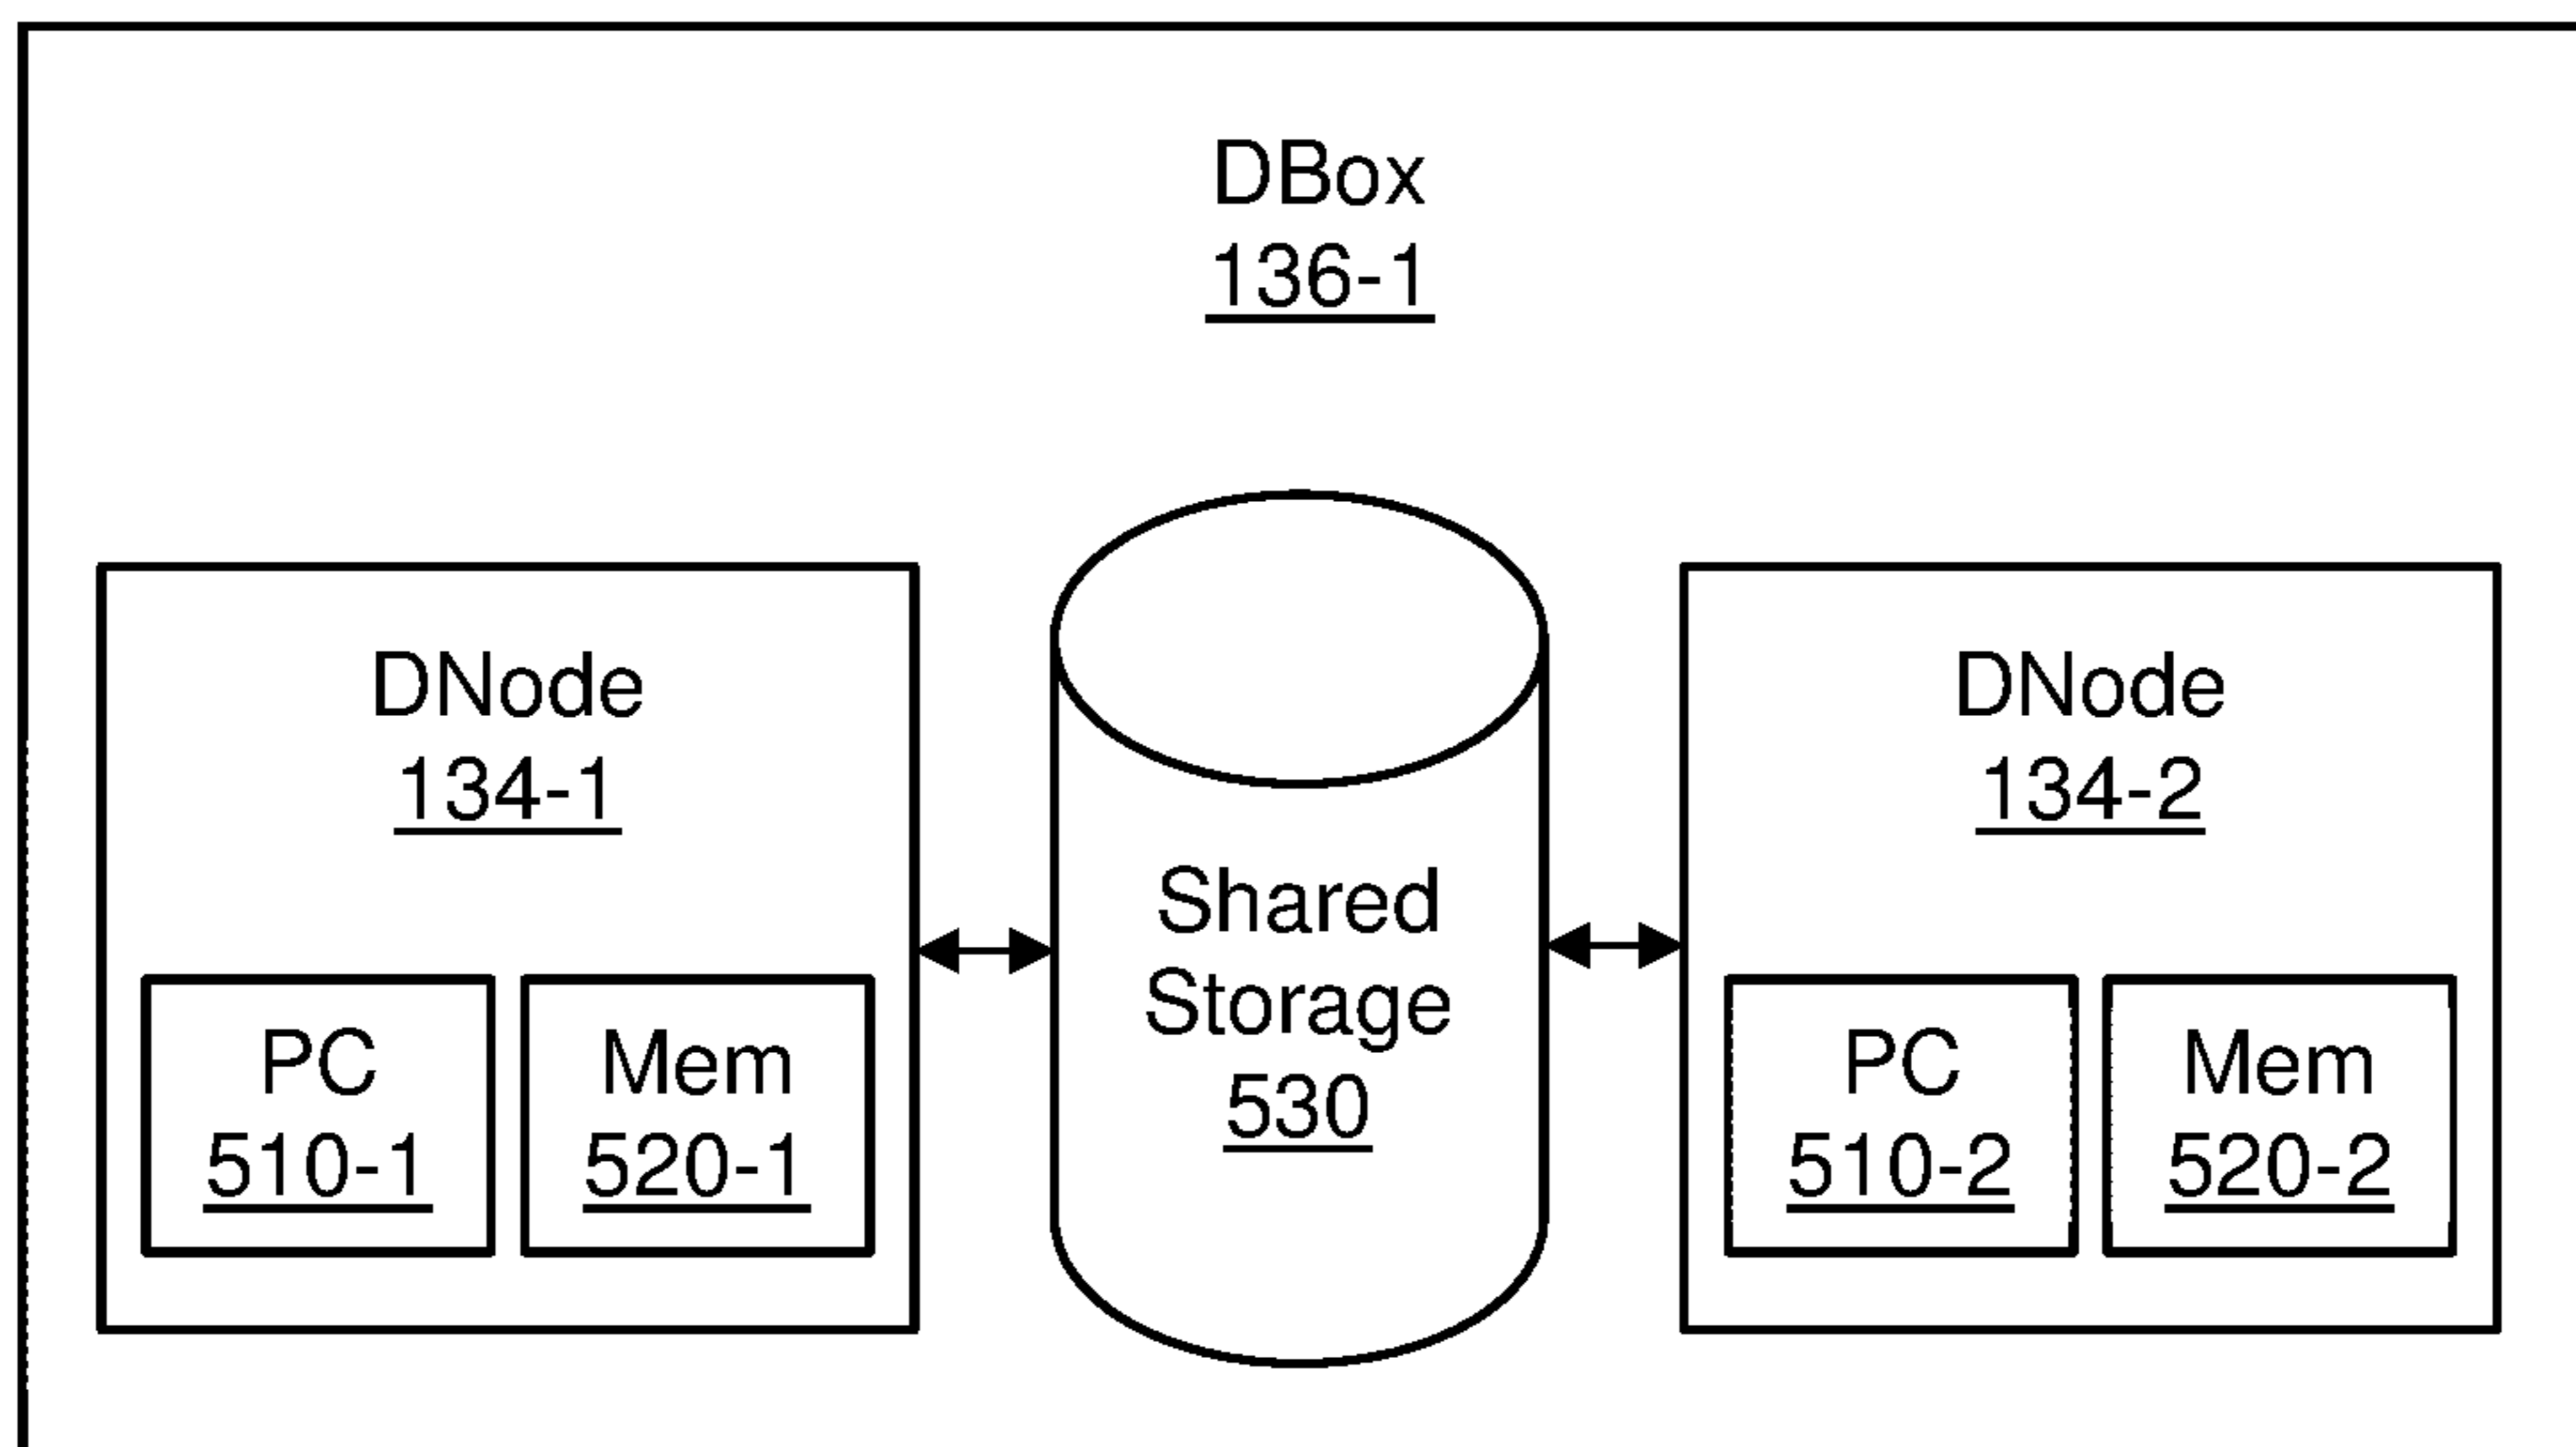 DBox
136-1
DNode
134-1
PC
510-1
Mem
520-1
Shared
Storage
530
DNode
134-2
PC
510-2
Mem
520-2